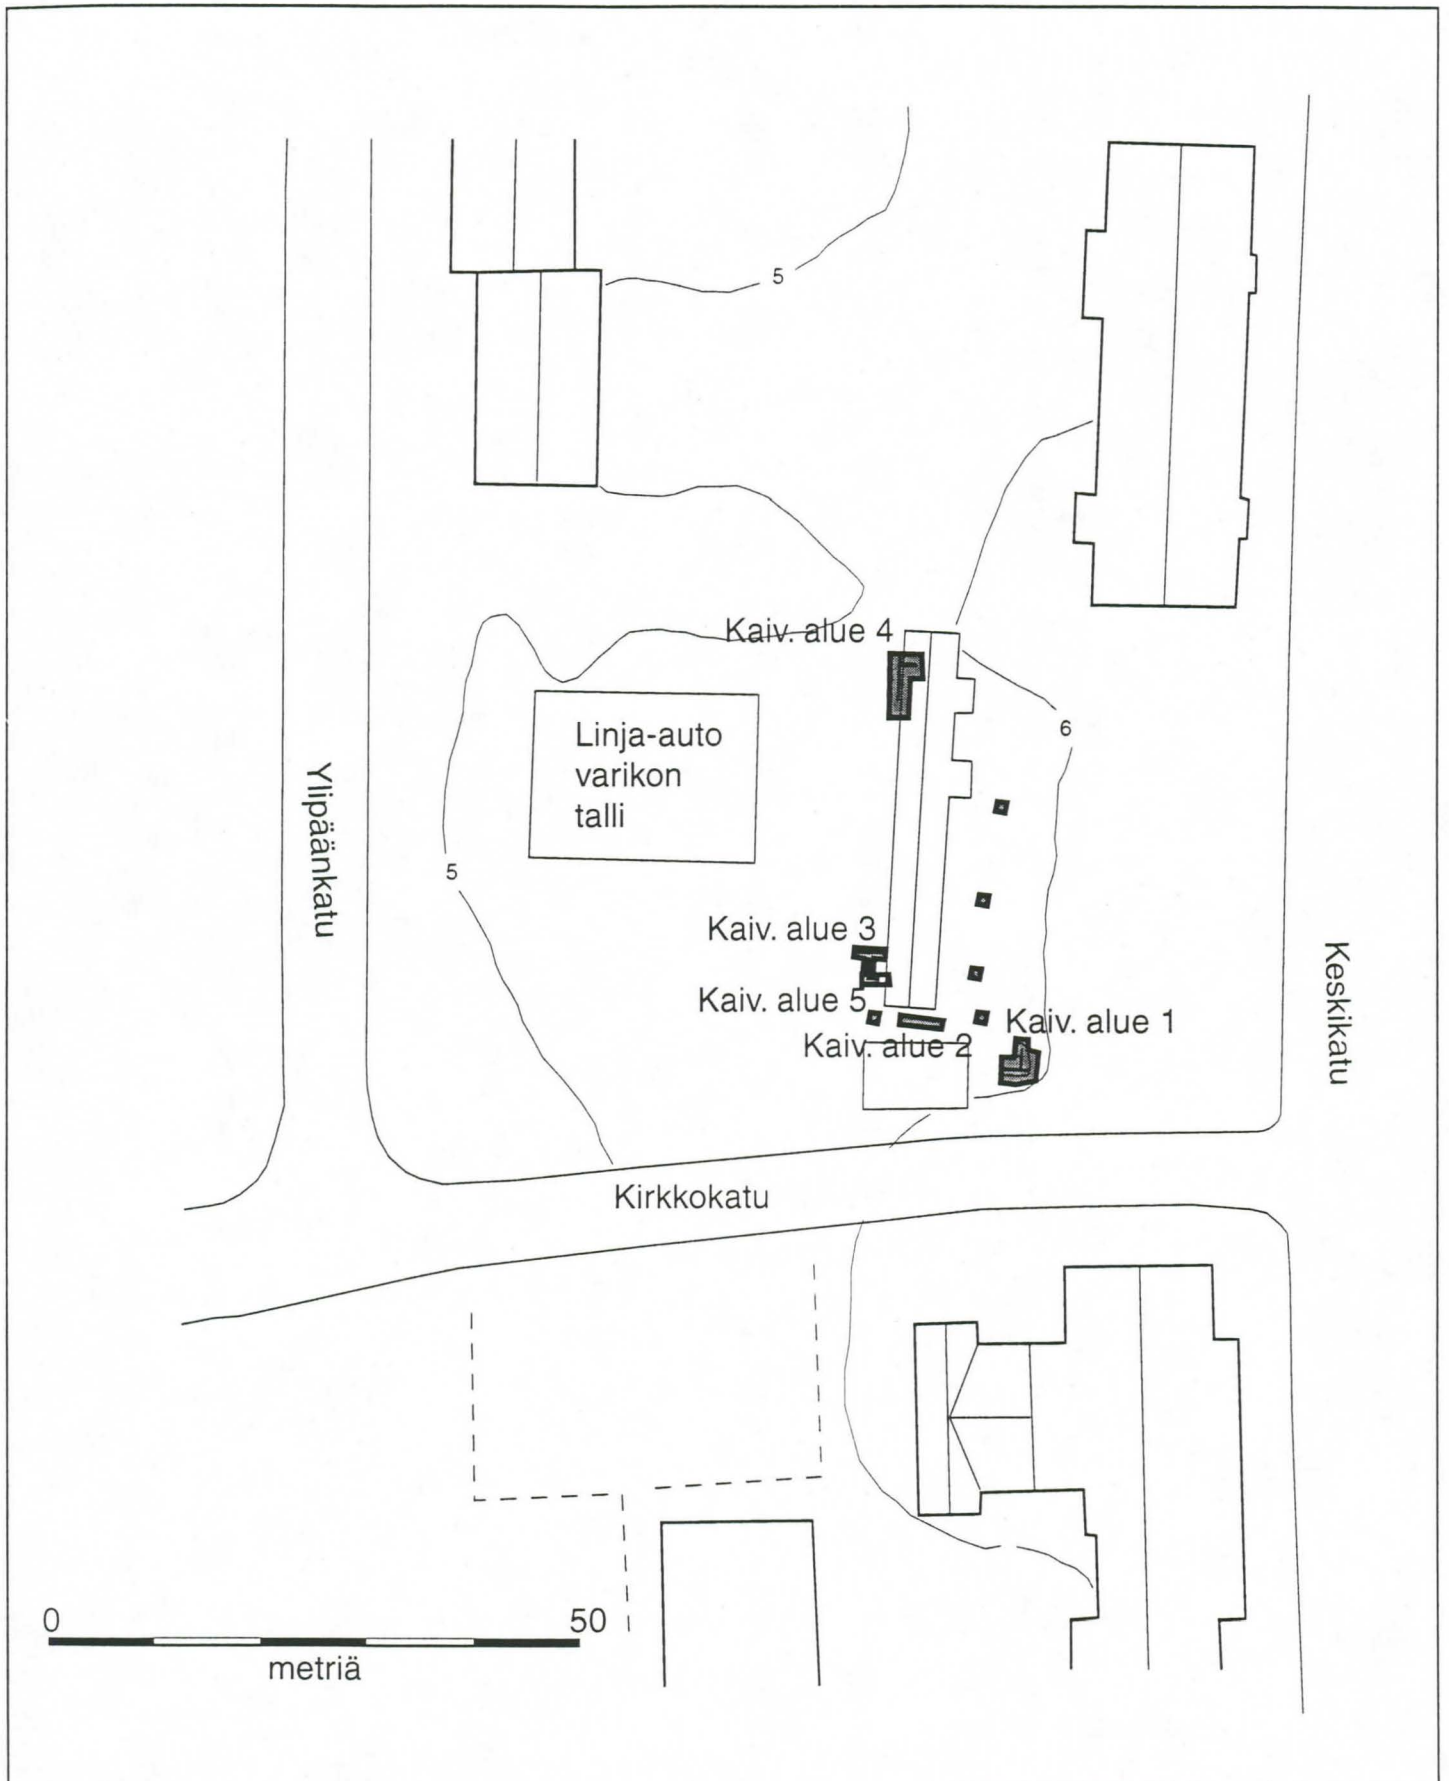 5
Kaiv. alue 4
Linja-auto
varikon
talli
6
Ylipäänkatu
5
Kaiv. alue 3
Keskikatu
Kaiv. alue 5
Kaiv. alue 1
Kaiv. alue 2
Kirkkokatu
0 50
metriä